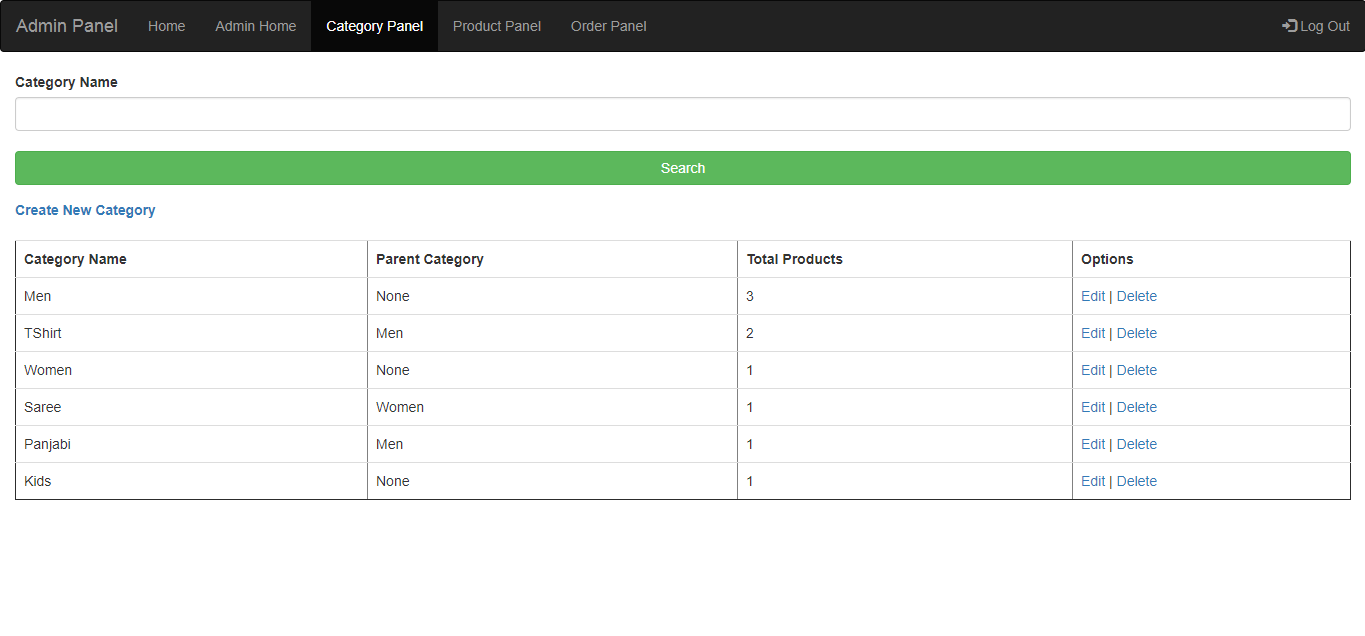 Admin Panel Home Admin Home Category Panel Product Panel Order Panel Log Out
Category Name
Search
Create New Category
Category Name Parent Category Total Products Options
Men None 3 Edit | Delete
TShirt Men 2 Edit | Delete
Women None 1 Edit | Delete
Saree Women 1 Edit | Delete
Panjabi Men 1 Edit | Delete
Kids None 1 Edit | Delete